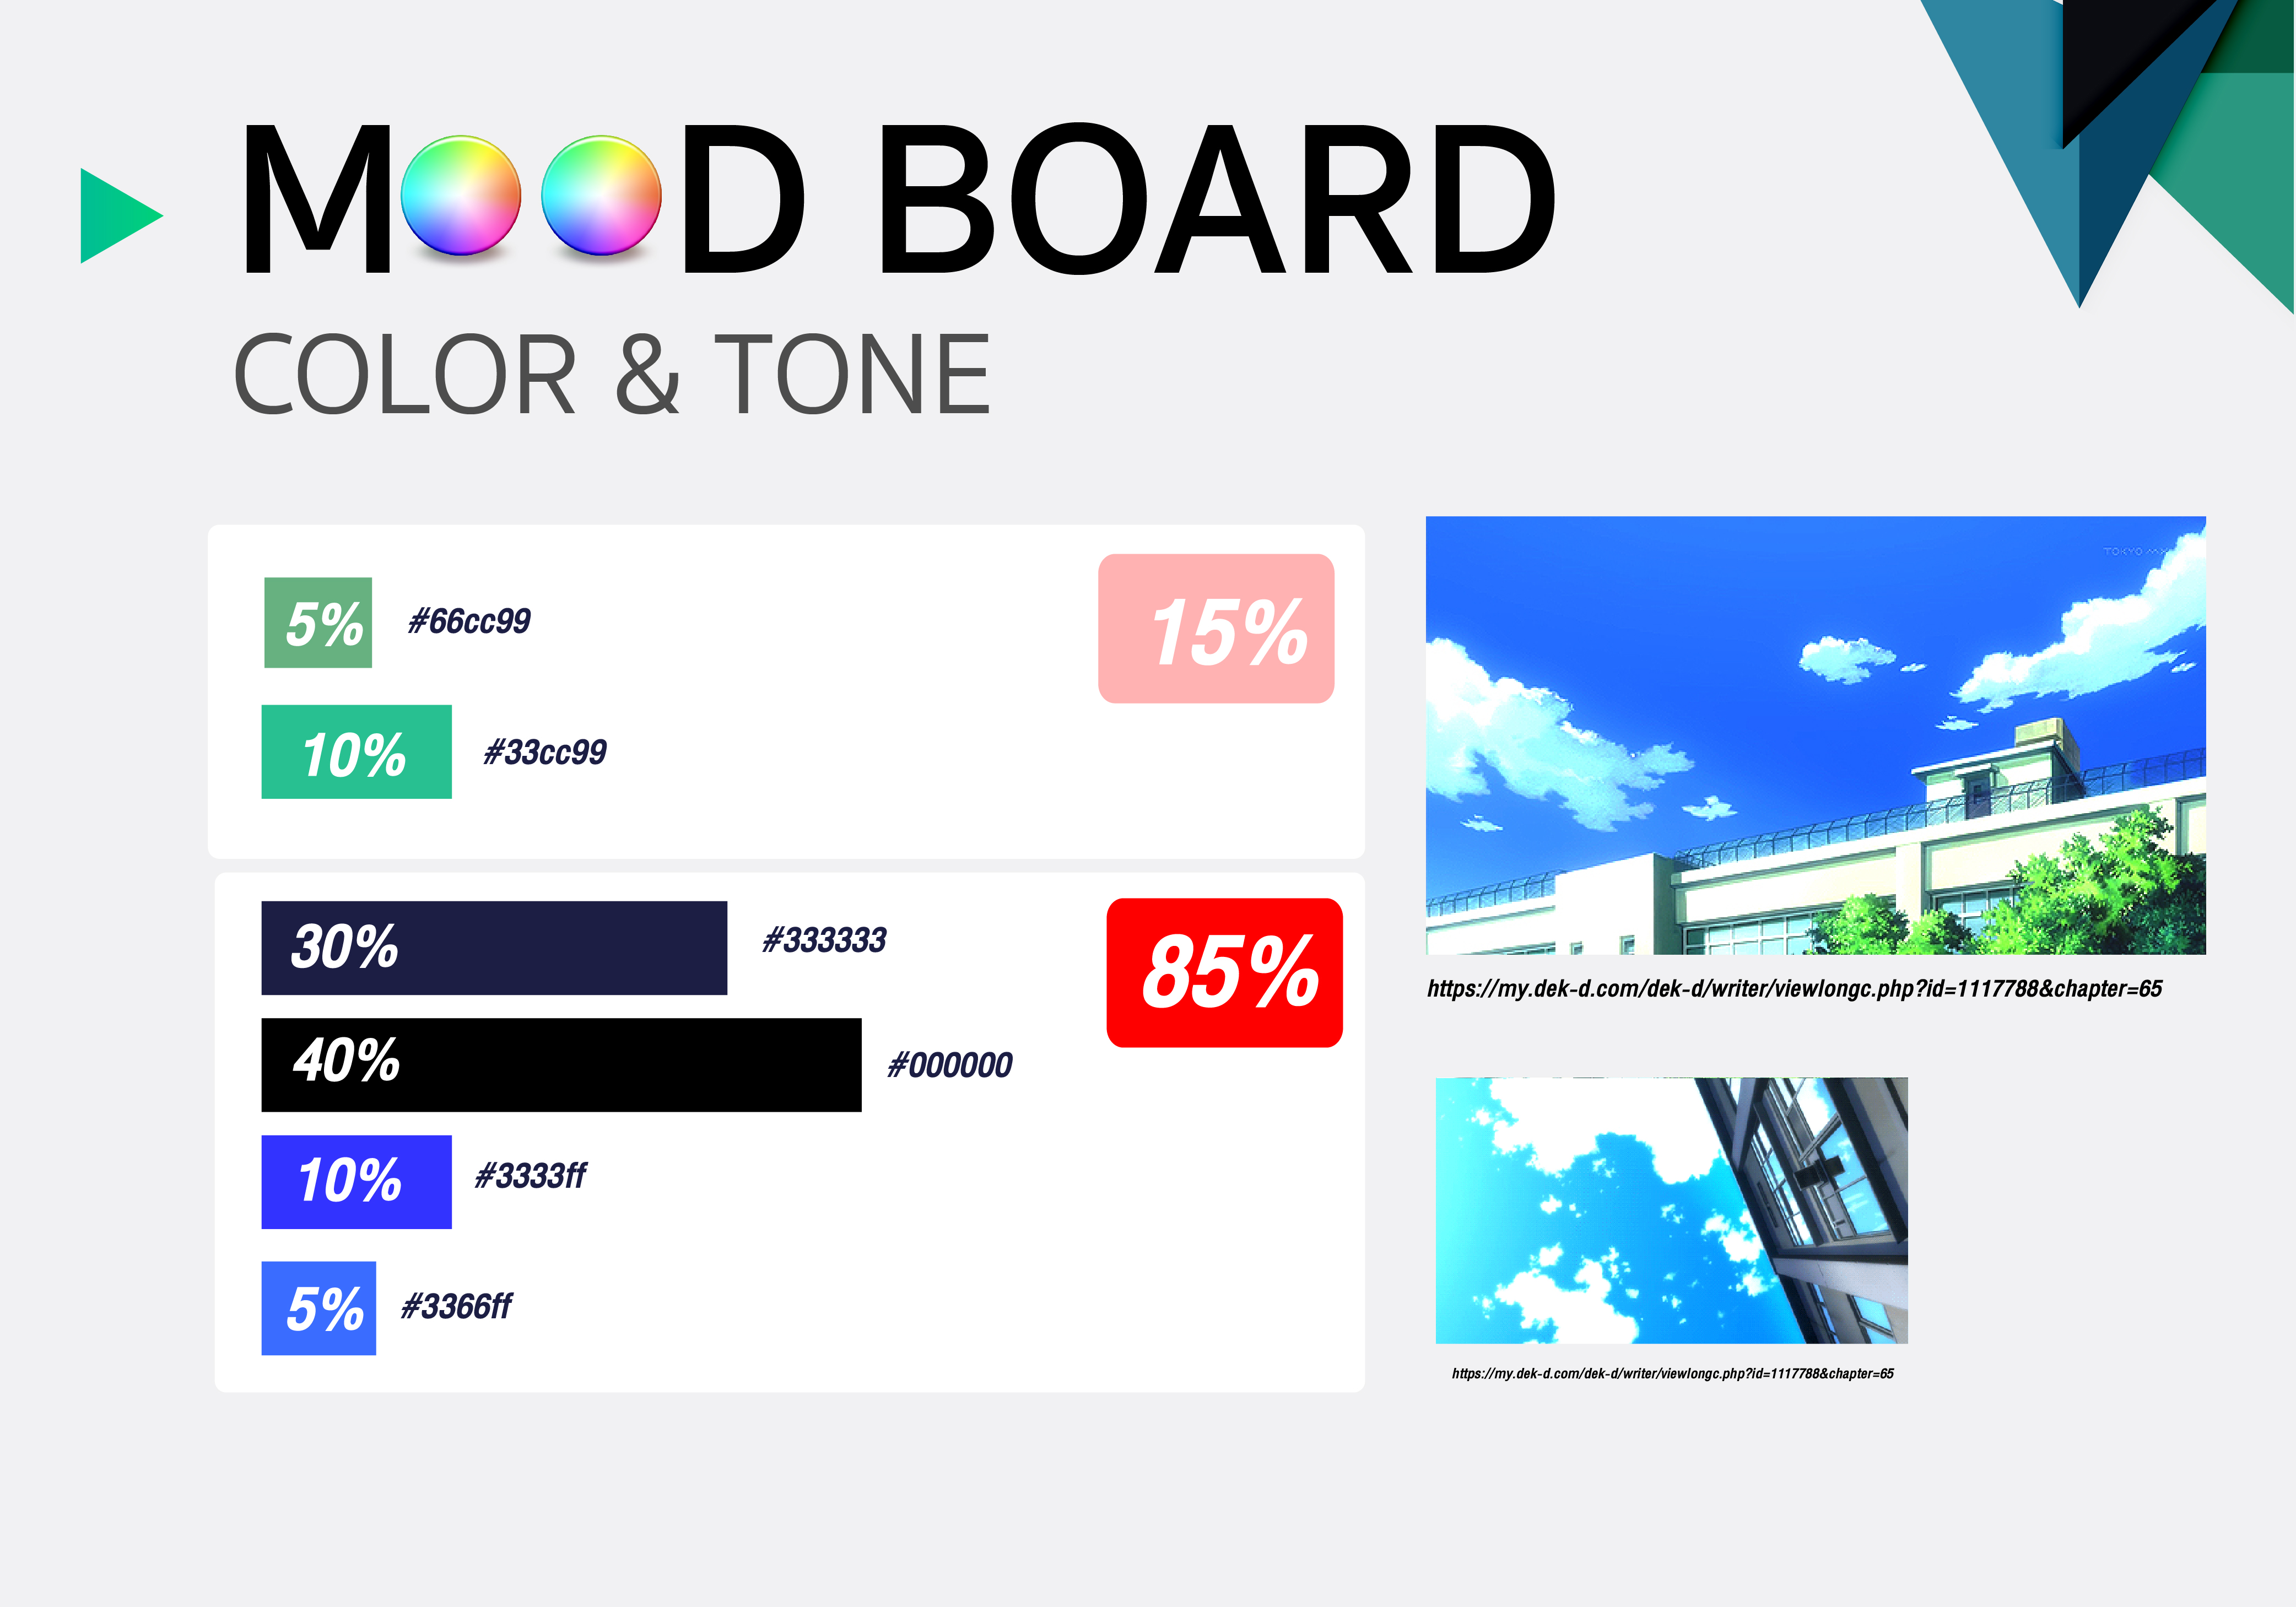 MOOD BOARD
COLOR & TONE
5% #66cc99
10% #33cc99
15%
30% #333333
40% #000000
10% #3333ff
5% #3366ff
85%
TOKYO MX
https://my.dek-d.com/dek-d/writer/viewlongc.php?id=1117788&chapter=65
https://my.dek-d.com/dek-d/writer/viewlongc.php?id=1117788&chapter=65